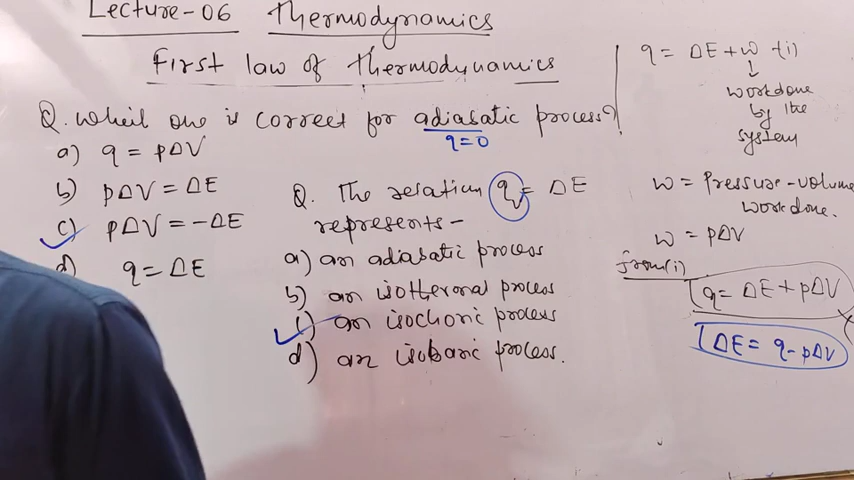 Lecture-06 Thermodynamics
First law of thermodynamics
Q. Which one is correct for adiabatic process?
q=0
a) q = pΔV
b) pΔV = ΔE
c) pΔV = -ΔE
d) q = ΔE
Q. The relation qv = ΔE
represents-
a) an adiabatic process
b) an isothermal process
c) an isochoric process
d) an isobaric process.
q = ΔE + w -(i)
workdone
by the
system
w = Pressure-volume
workdone.
w = pΔV
from(i)
q = ΔE + pΔV
ΔE = q - pΔV